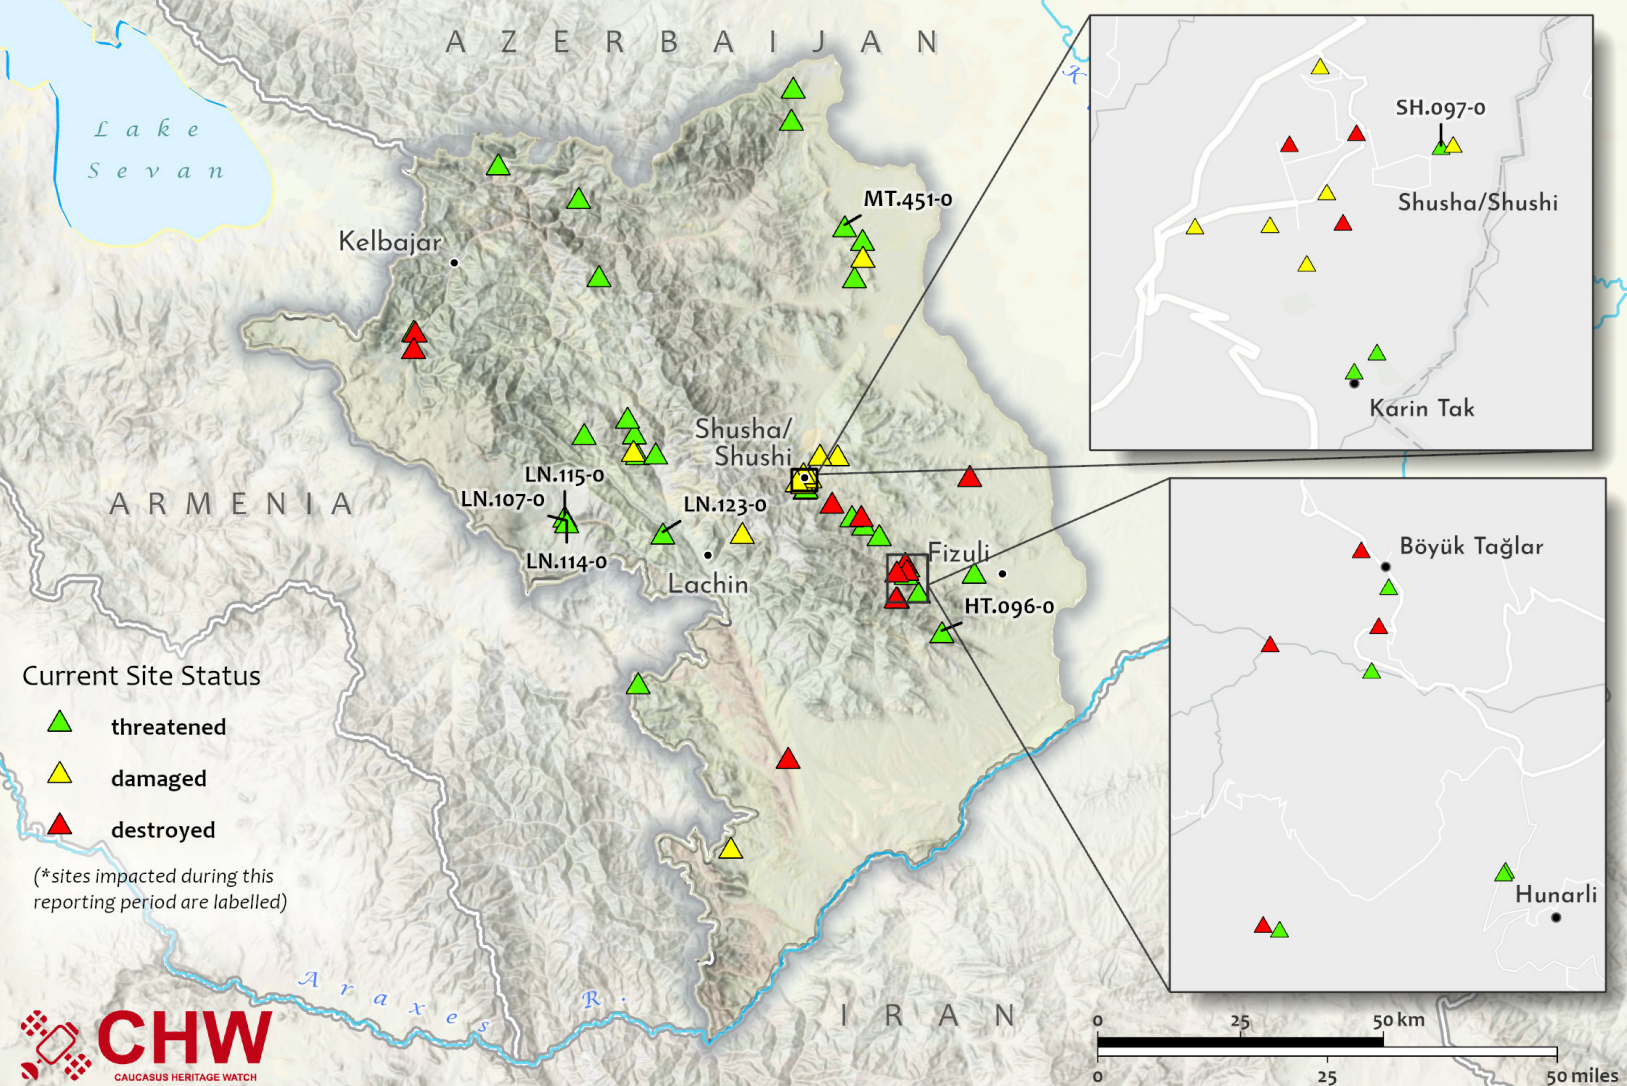 A Z E R B A I J A N
K
Lake
Sevan
SH.097-0
MT.451-0
Shusha/Shushi
Kelbajar
Karin Tak
Shusha/
Shushi
LN.115-0
LN.107-0
LN.123-0
A R M E N I A
LN.114-0
Lachin
Fizuli
HT.096-0
Böyük Tağlar
Hunarli
Current Site Status
threatened
damaged
destroyed
(*sites impacted during this
reporting period are labelled)
Araxes R.
I R A N
CHW
CAUCASUS HERITAGE WATCH
0 25 50 km
0 25 50 miles